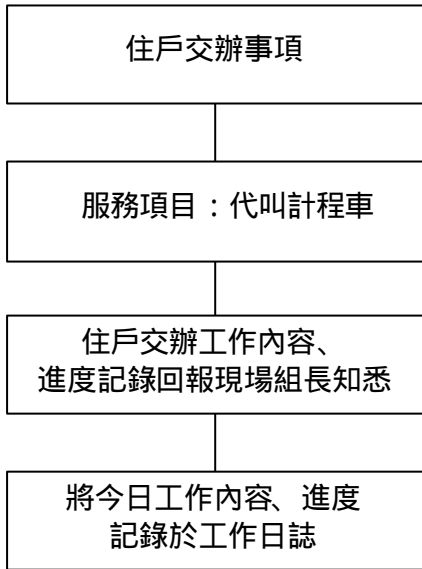 住戶交辦事項
服務項目：代叫計程車
住戶交辦工作內容、
進度記錄回報現場組長知悉
將今日工作內容、進度
記錄於工作日誌